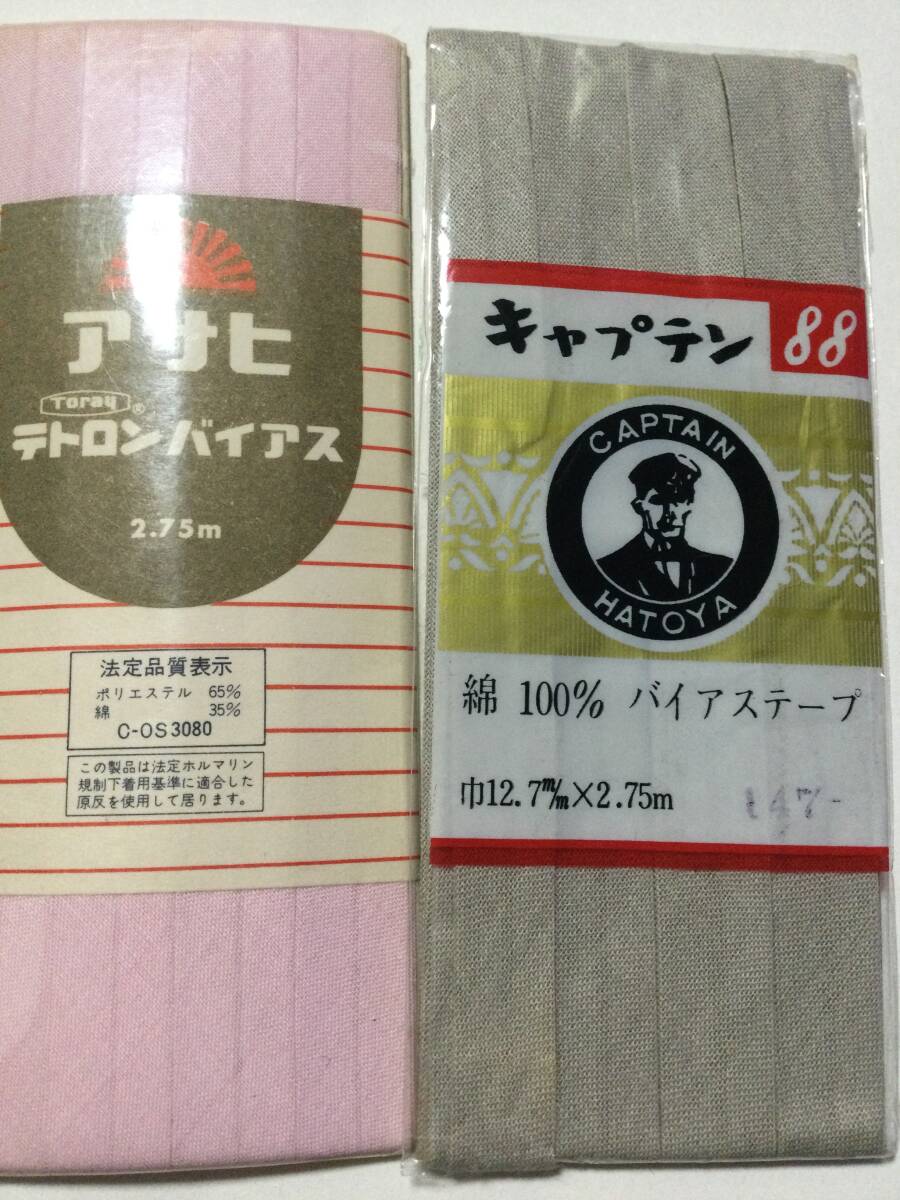 アサヒ
Toray ®
テトロンバイアス
2.75m
法定品質表示
ポリエステル 65%
綿 35%
C-OS3080
この製品は法定ホルマリン
規制下着用基準に適合した
原反を使用して居ります。
キャプテン 88
CAPTAIN
HATOYA
綿 100% バイアステープ
巾12.7m/m×2.75m
147-